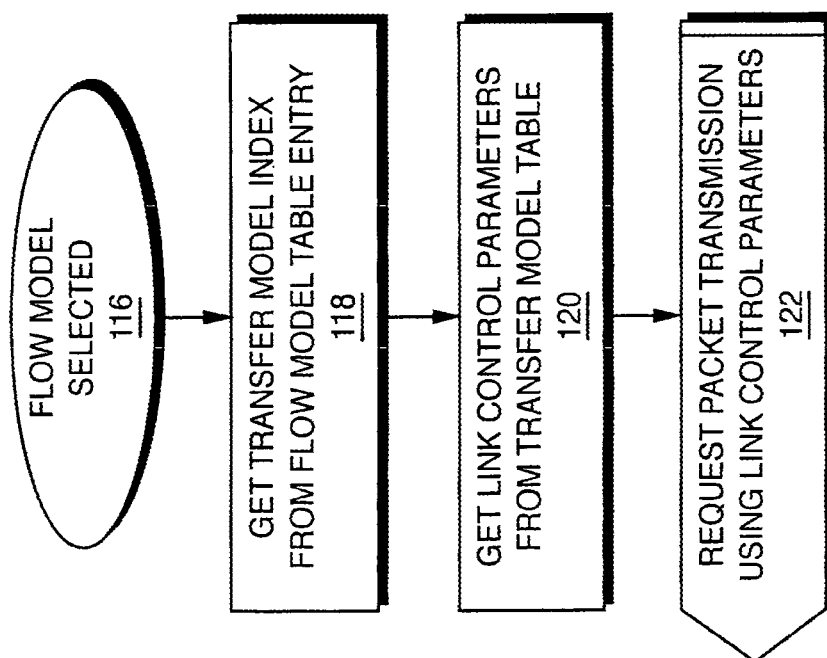 FLOW MODEL
SELECTED
116
GET TRANSFER MODEL INDEX
FROM FLOW MODEL TABLE ENTRY
118
GET LINK CONTROL PARAMETERS
FROM TRANSFER MODEL TABLE
120
REQUEST PACKET TRANSMISSION
USING LINK CONTROL PARAMETERS
122